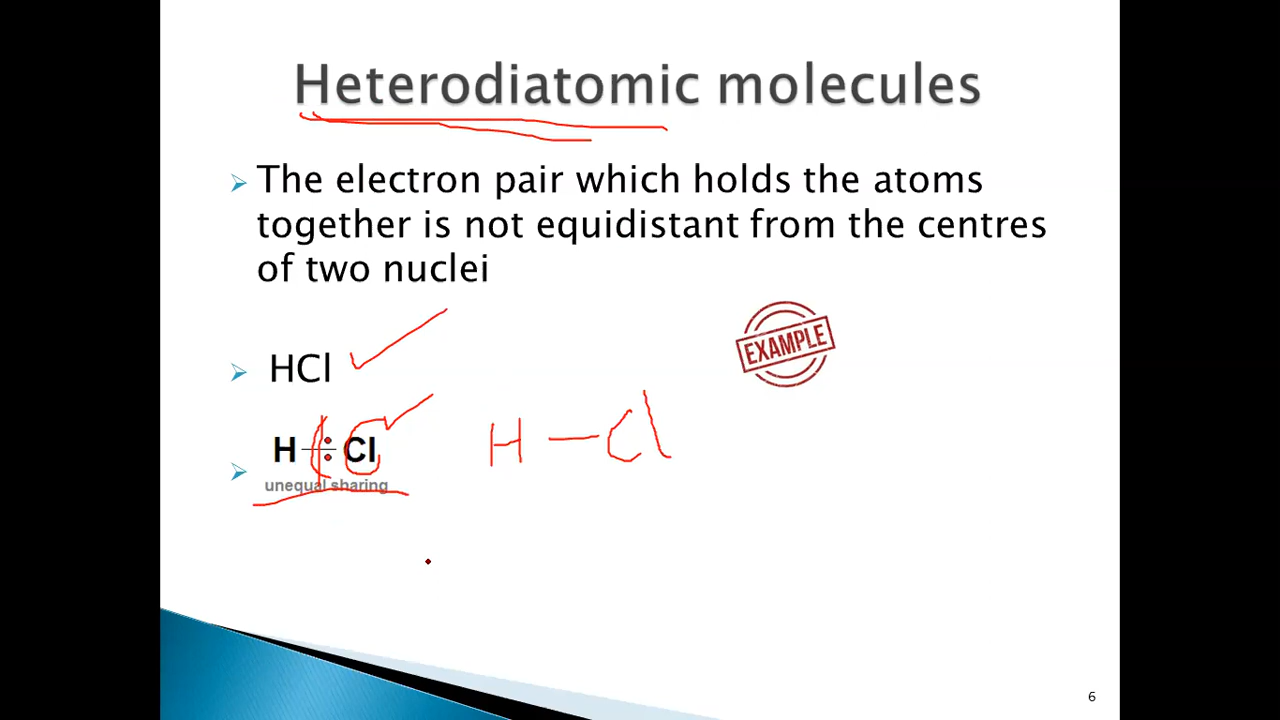 Heterodiatomic molecules
The electron pair which holds the atoms
together is not equidistant from the centres
of two nuclei
EXAMPLE
HCl
H : Cl
H - Cl
unequal sharing
6